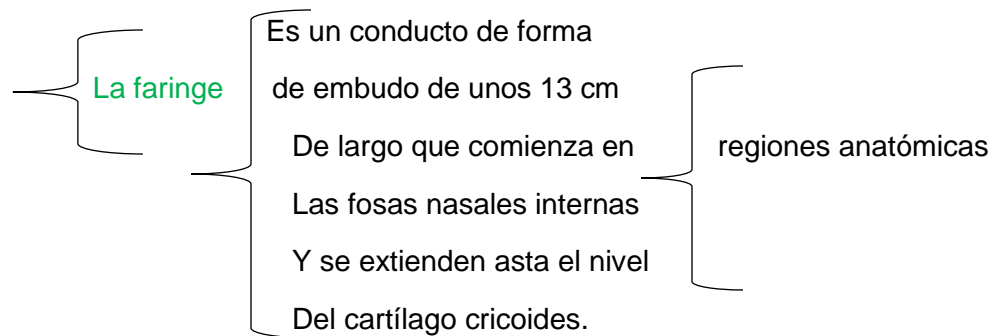 La faringe
Es un conducto de forma
de embudo de unos 13 cm
De largo que comienza en
Las fosas nasales internas
Y se extienden asta el nivel
Del cartílago cricoides.
regiones anatómicas